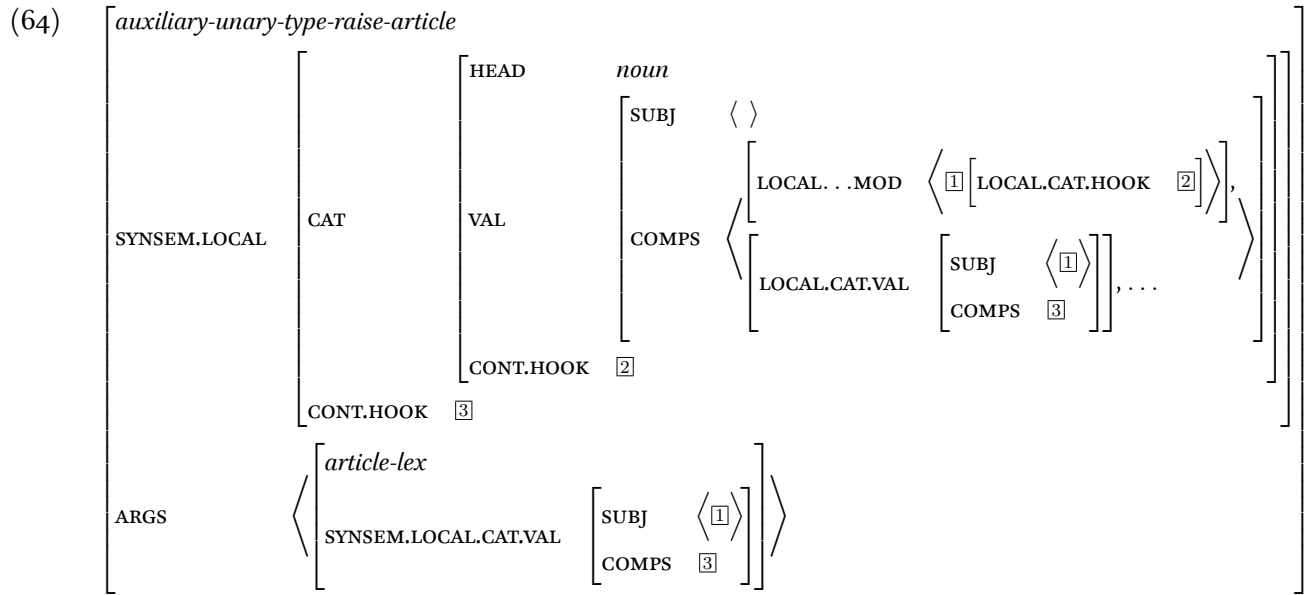 (64)
auxiliary-unary-type-raise-article
HEAD noun
SUBJ ⟨ ⟩
LOCAL...MOD ⟨ 1 [LOCAL.CAT.HOOK 2] ⟩,
SYNSEM.LOCAL CAT VAL COMPS
LOCAL.CAT.VAL SUBJ ⟨ 1 ⟩
COMPS 3 , ...
CONT.HOOK 2
CONT.HOOK 3
article-lex
ARGS SYNSEM.LOCAL.CAT.VAL SUBJ ⟨ 1 ⟩
COMPS 3